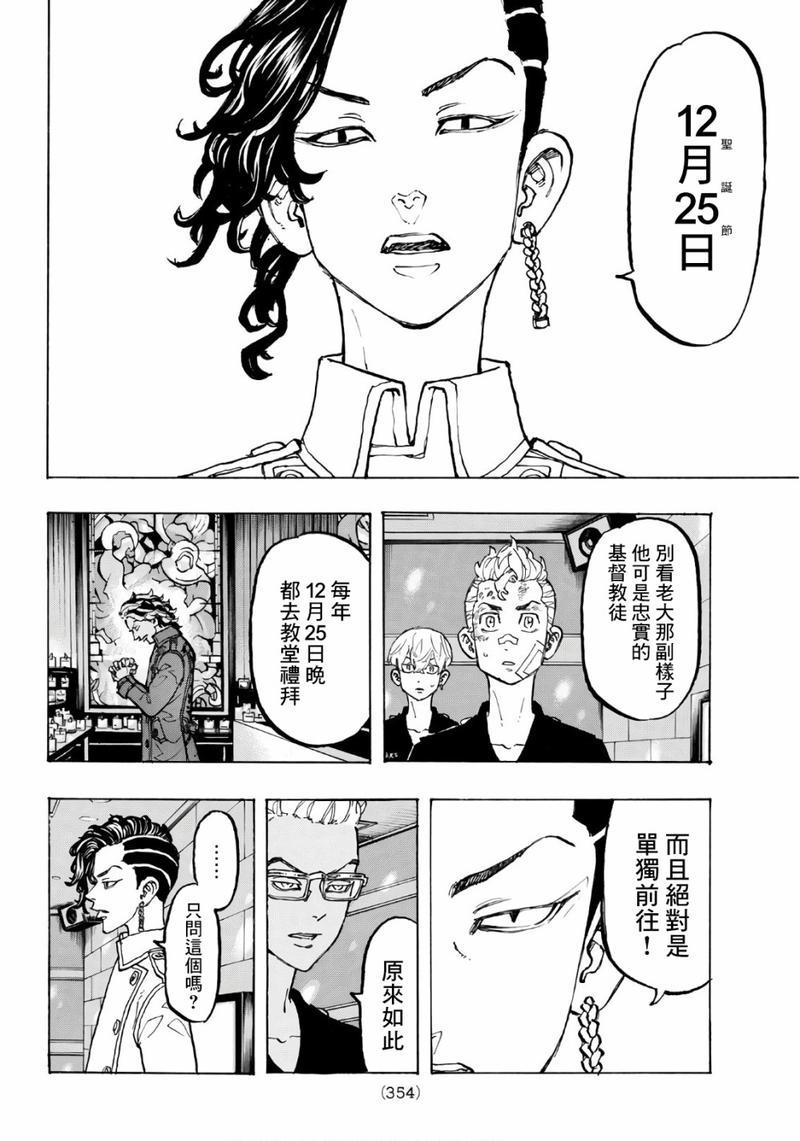 12月25日
聖誕節
別看老大那副樣子
他可是忠實的
基督教徒
每年
12月25日晚
都去教堂禮拜
而且絕對是
單獨前往！
原來如此
……
只問這個嗎？
(354)